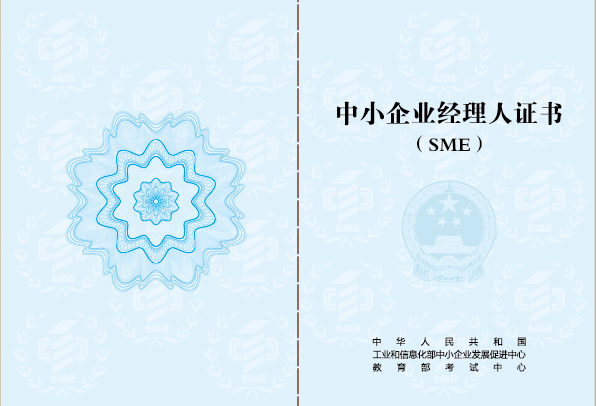 中小企业经理人证书
（SME）
中华人民共和国
工业和信息化部中小企业发展促进中心
教育部考试中心